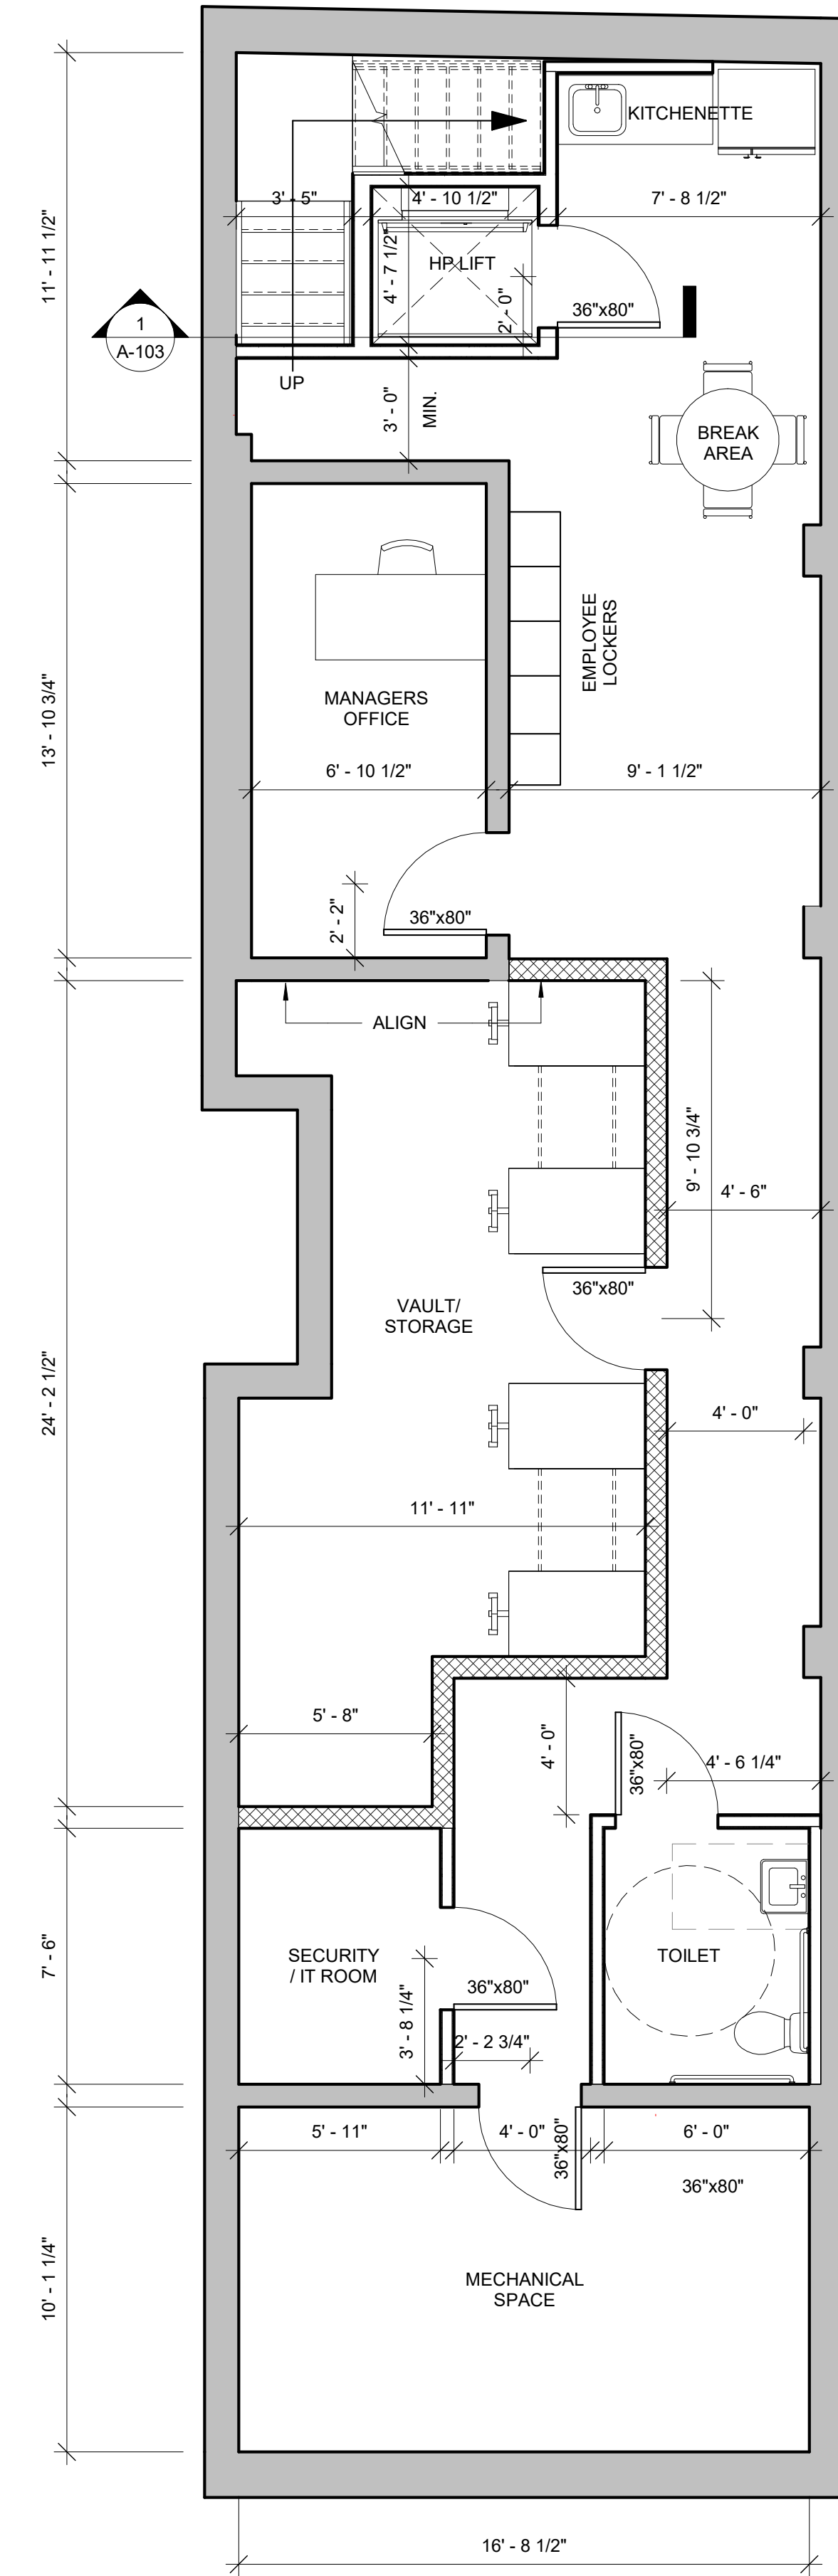 KITCHENETTE
3' - 5"
4' - 10 1/2"
7' - 8 1/2"
11' - 11 1/2"
4' - 7 1/2"
HP LIFT
2' - 0"
36"x80"
1
A-103
UP
3' - 0"
MIN.
BREAK
AREA
EMPLOYEE
LOCKERS
13' - 10 3/4"
MANAGERS
OFFICE
6' - 10 1/2"
9' - 1 1/2"
2' - 2"
36"x80"
ALIGN
9' - 10 3/4"
4' - 6"
36"x80"
VAULT/
STORAGE
24' - 2 1/2"
4' - 0"
11' - 11"
5' - 8"
4' - 0"
36"x80"
4' - 6 1/4"
7' - 6"
SECURITY
/ IT ROOM
TOILET
36"x80"
3' - 8 1/4"
2' - 2 3/4"
5' - 11"
4' - 0"
36"x80"
6' - 0"
36"x80"
10' - 1 1/4"
MECHANICAL
SPACE
16' - 8 1/2"